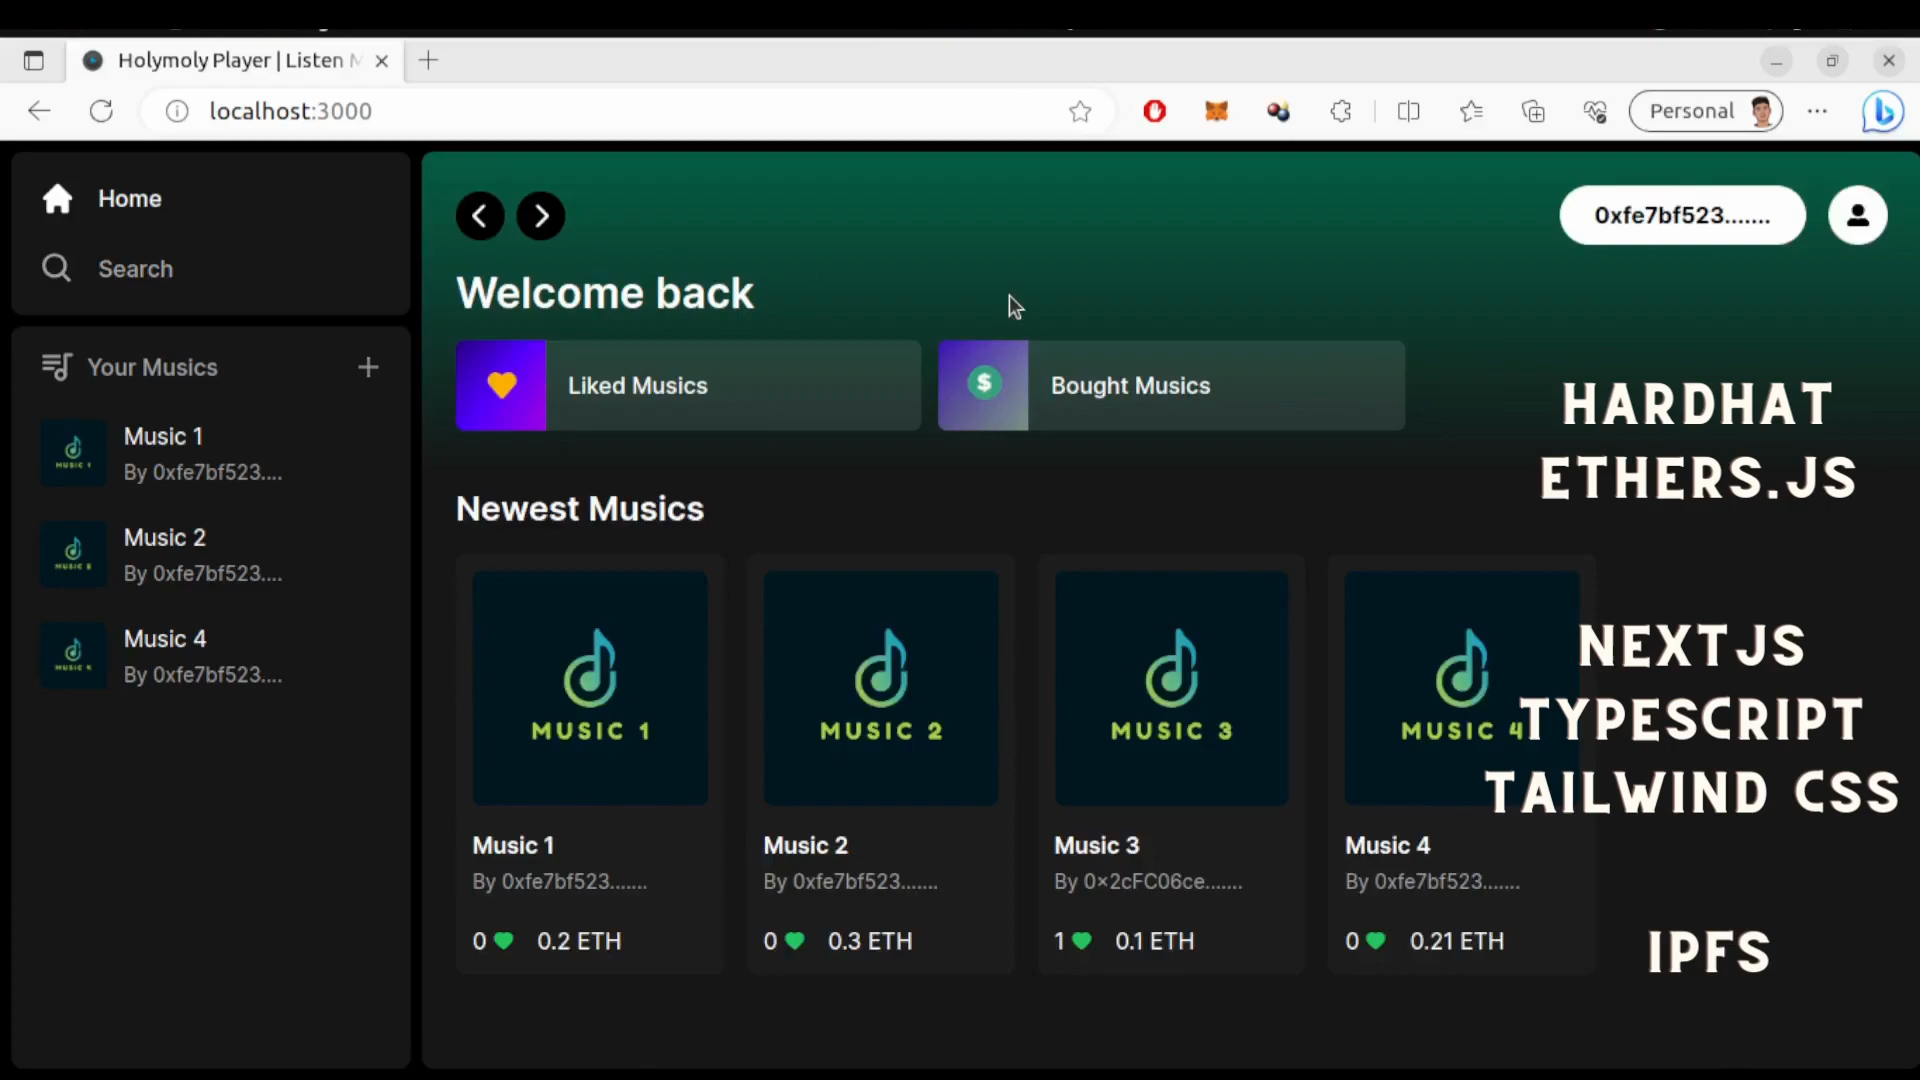 Holymoly Player | Listen M
localhost:3000
Personal
Home
Search
0xfe7bf523.......
Welcome back
Liked Musics
Bought Musics
Your Musics
Music 1
By 0xfe7bf523....
Music 2
By 0xfe7bf523....
Music 4
By 0xfe7bf523....
Newest Musics
MUSIC 1
MUSIC 2
MUSIC 3
MUSIC 4
Music 1
By 0xfe7bf523.......
0 0.2 ETH
Music 2
By 0xfe7bf523.......
0 0.3 ETH
Music 3
By 0x2cFC06ce.......
1 0.1 ETH
Music 4
By 0xfe7bf523.......
0 0.21 ETH
HARDHAT
ETHERS.JS
NEXTJS
TYPESCRIPT
TAILWIND CSS
IPFS